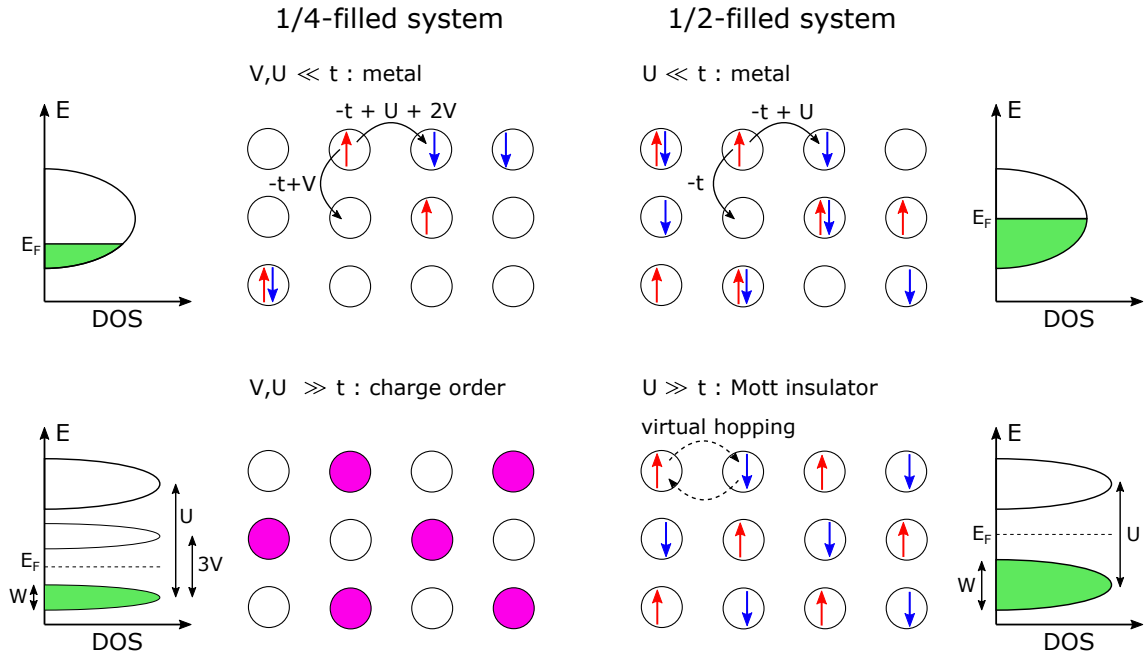 1/4-filled system
1/2-filled system
V,U ≪ t : metal
U ≪ t : metal
E
-t + U + 2V
-t+V
E_F
DOS
-t + U
-t
E
E_F
DOS
V,U ≫ t : charge order
U ≫ t : Mott insulator
E
U
3V
E_F
W
DOS
virtual hopping
E
E_F
U
W
DOS